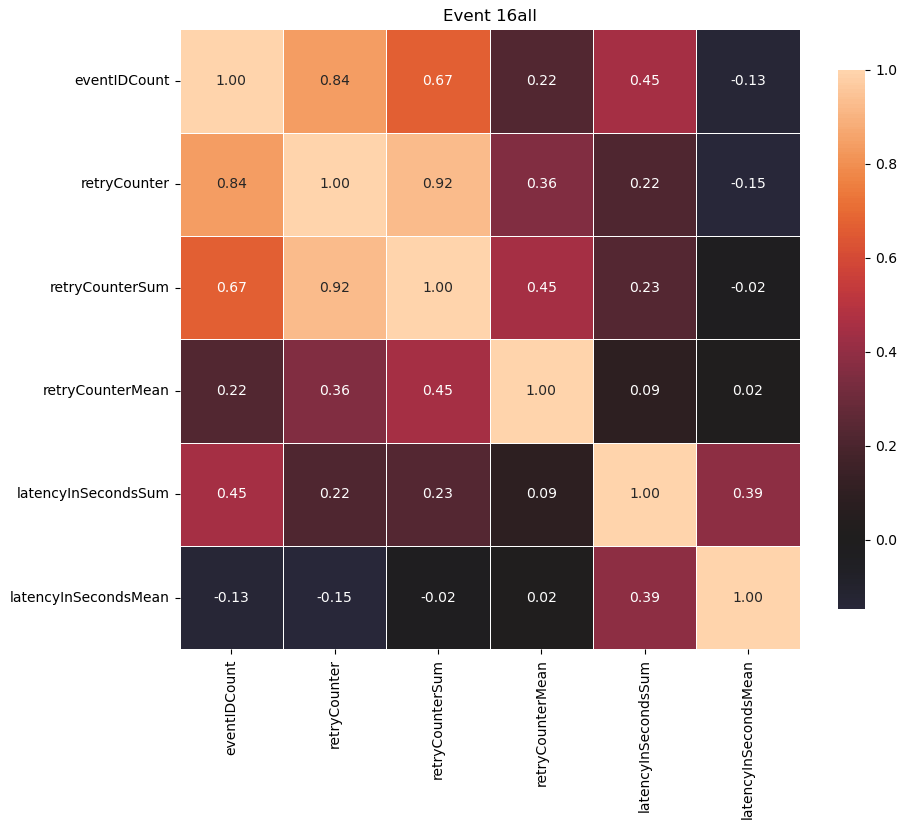 Event 16all
eventIDCount 1.00 0.84 0.67 0.22 0.45 -0.13
retryCounter 0.84 1.00 0.92 0.36 0.22 -0.15
retryCounterSum 0.67 0.92 1.00 0.45 0.23 -0.02
retryCounterMean 0.22 0.36 0.45 1.00 0.09 0.02
latencyInSecondsSum 0.45 0.22 0.23 0.09 1.00 0.39
latencyInSecondsMean -0.13 -0.15 -0.02 0.02 0.39 1.00
eventIDCount
retryCounter
retryCounterSum
retryCounterMean
latencyInSecondsSum
latencyInSecondsMean
1.0
0.8
0.6
0.4
0.2
0.0